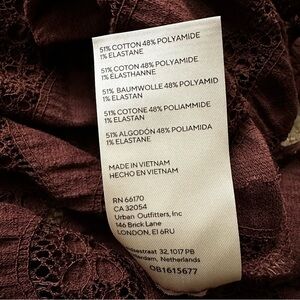 51% COTTON 48% POLYAMIDE
1% ELASTANE
51% COTON 48% POLYAMIDE
1% ELASTHANNE
51% BAUMWOLLE 48% POLYAMID
1% ELASTAN
51% COTONE 48% POLIAMMIDE
1% ELASTAN
51% ALGODÓN 48% POLIAMIDA
1% ELASTANE
MADE IN VIETNAM
HECHO EN VIETNAM
RN 66170
CA 32054
Urban Outfitters, Inc
146 Brick Lane
LONDON, E1 6RU
32, 1017 PB
Netherlands
OB1615677